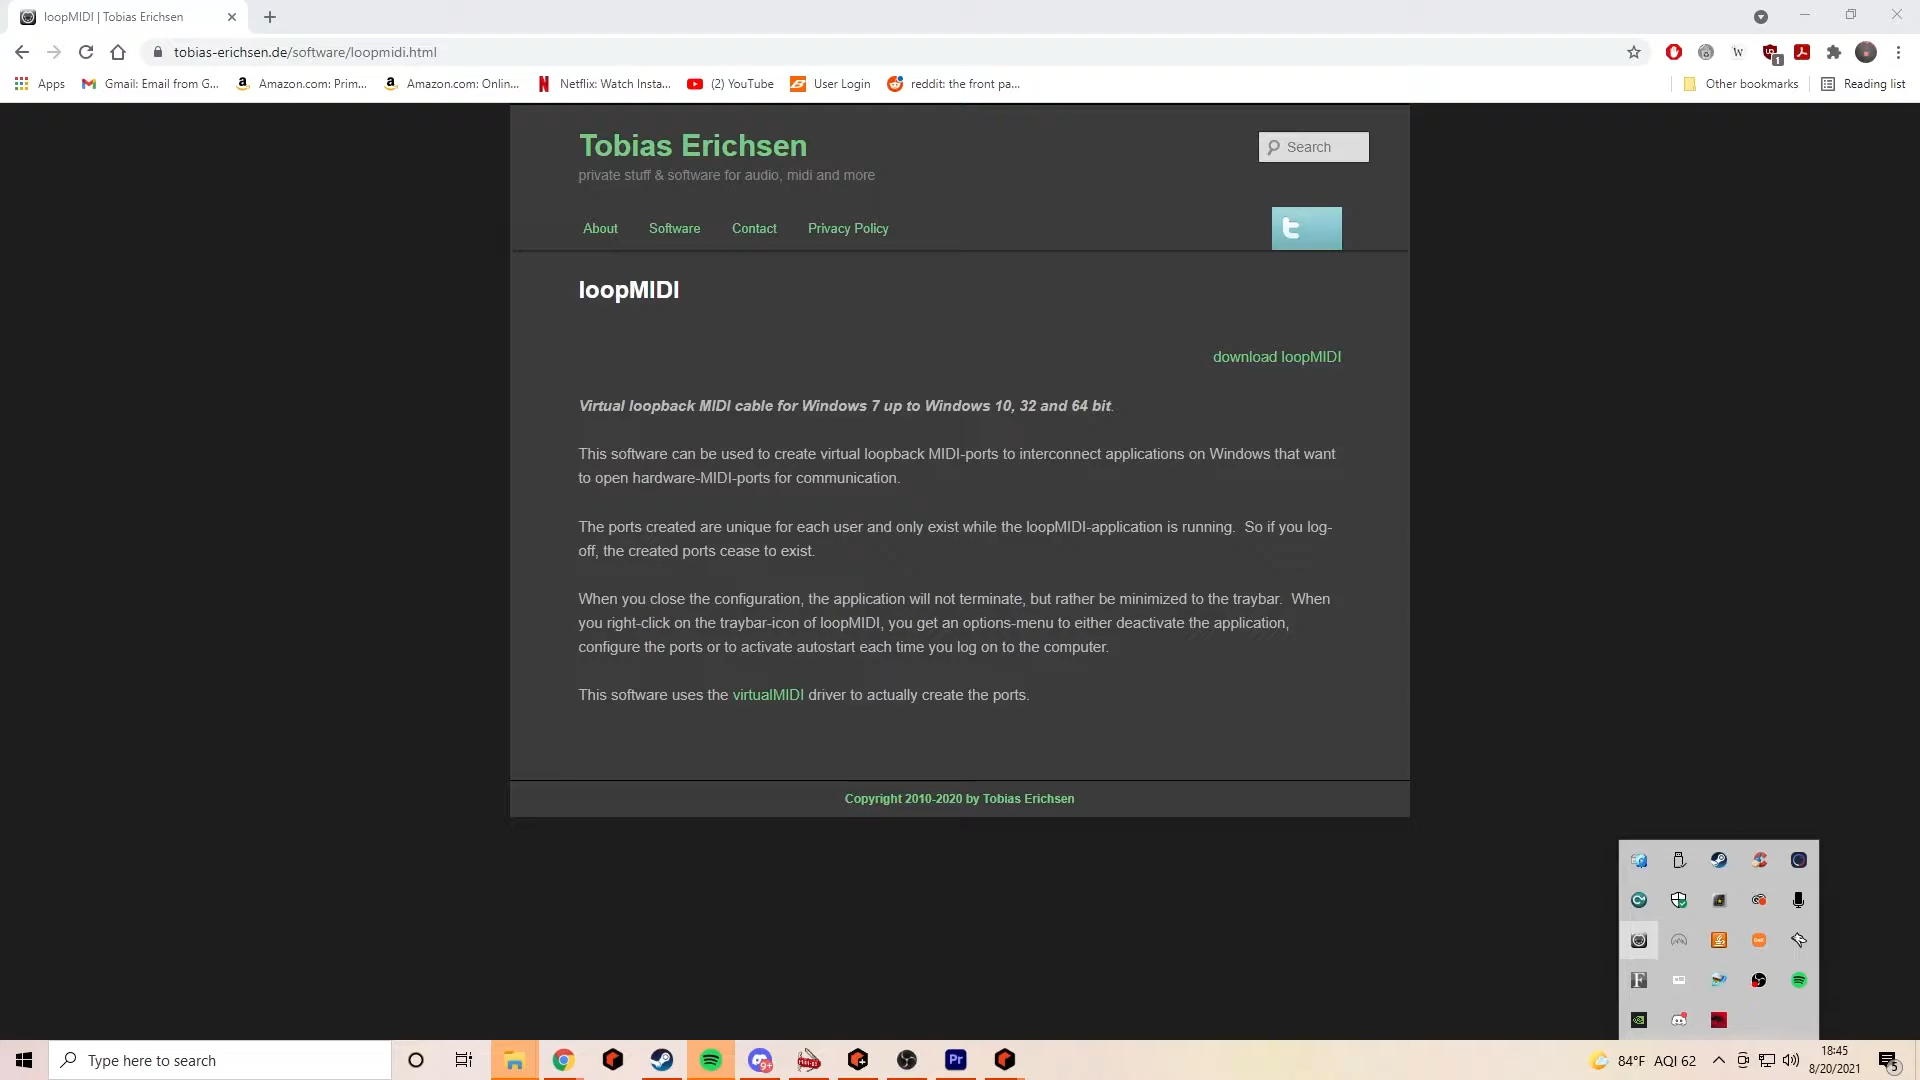 loopMIDI | Tobias Erichsen
tobias-erichsen.de/software/loopmidi.html
Apps Gmail: Email from G... Amazon.com: Prim... Amazon.com: Onlin... Netflix: Watch Insta... (2) YouTube User Login reddit: the front pa... Other bookmarks Reading list
Tobias Erichsen
Search
private stuff & software for audio, midi and more
About Software Contact Privacy Policy
loopMIDI
download loopMIDI
Virtual loopback MIDI cable for Windows 7 up to Windows 10, 32 and 64 bit.
This software can be used to create virtual loopback MIDI-ports to interconnect applications on Windows that want
to open hardware-MIDI-ports for communication.
The ports created are unique for each user and only exist while the loopMIDI-application is running.  So if you log-
off, the created ports cease to exist.
When you close the configuration, the application will not terminate, but rather be minimized to the traybar.  When
you right-click on the traybar-icon of loopMIDI, you get an options-menu to either deactivate the application,
configure the ports or to activate autostart each time you log on to the computer.
This software uses the virtualMIDI driver to actually create the ports.
Copyright 2010-2020 by Tobias Erichsen
Type here to search
9+
Pr
84°F AQI 62
18:45
8/20/2021
5